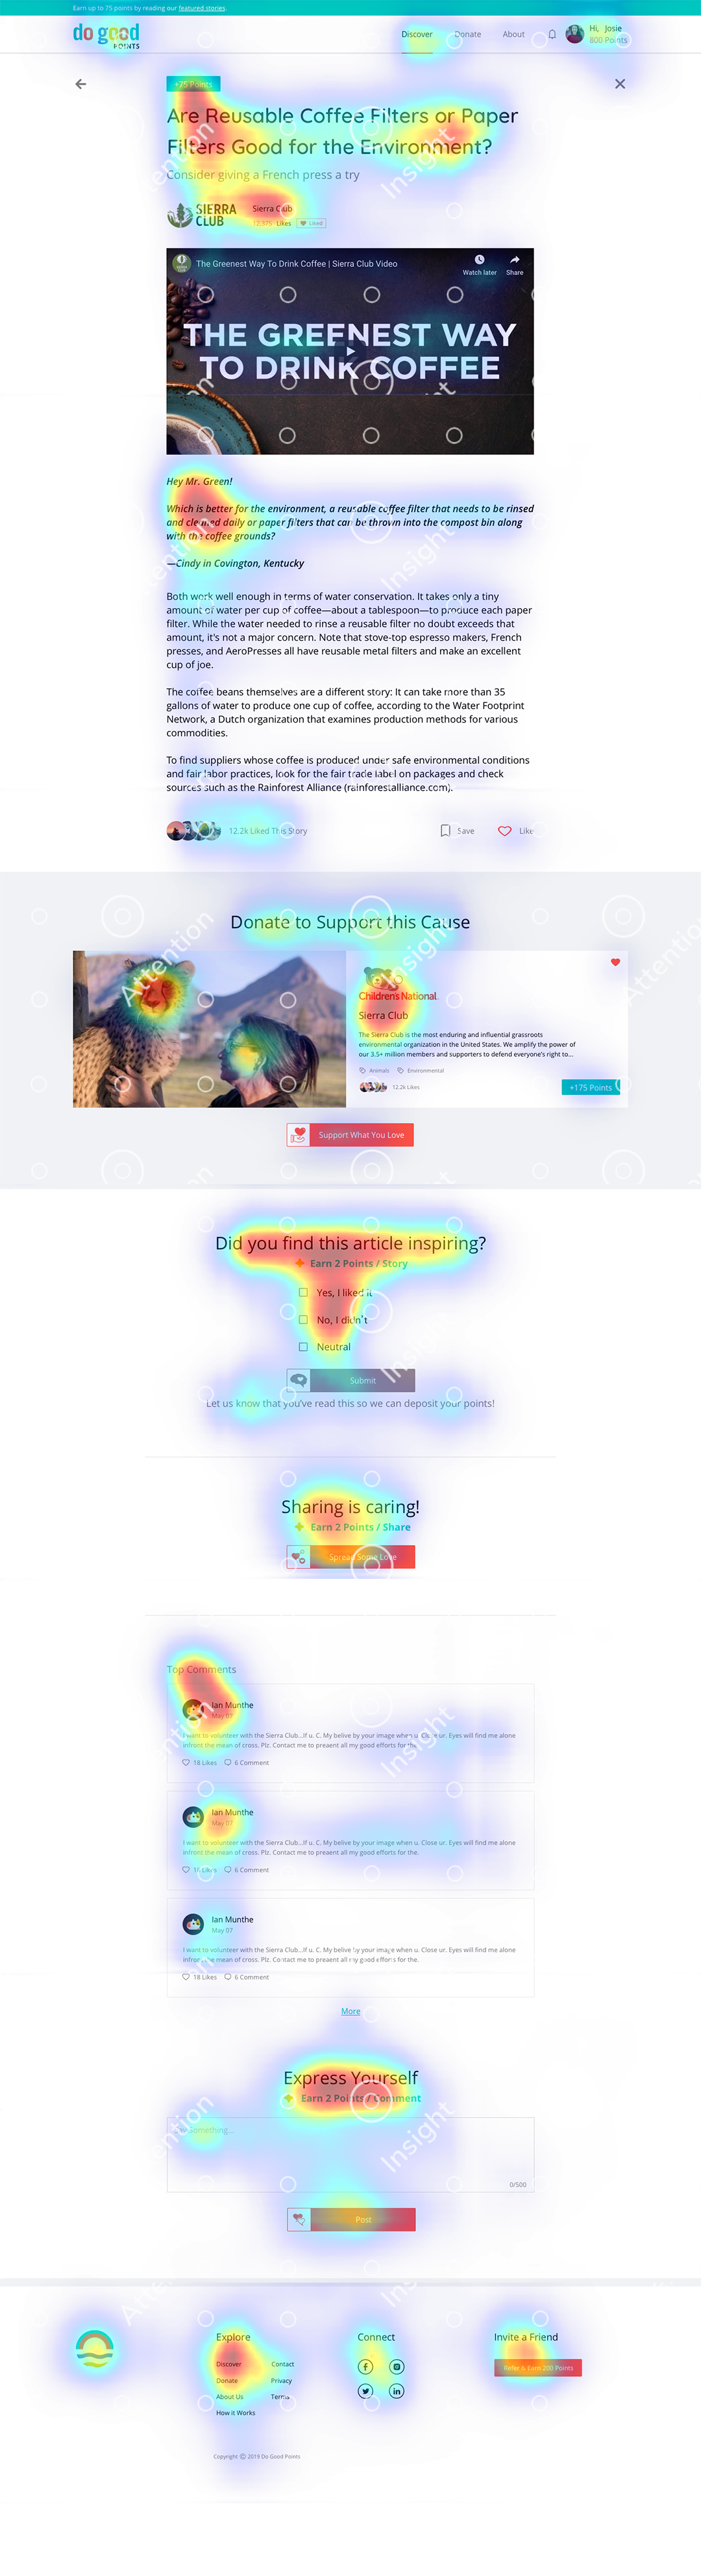 Earn up to 75 points by reading our featured stories.
do good
POINTS
Discover
Donate
About
Hi, Josie
800 Points
+75 Points
Are Reusable Coffee Filters or Paper
Filters Good for the Environment?
Consider giving a French press a try
SIERRA
CLUB
Sierra Club
Likes
Liked
The Greenest Way To Drink Coffee | Sierra Club Video
Watch later
Share
THE GREENEST WAY
TO DRINK COFFEE
Hey Mr. Green!
Which is better for the environment, a reusable coffee filter that needs to be rinsed
and cleaned daily or paper filters that can be thrown into the compost bin along
with the coffee grounds?
—Cindy in Covington, Kentucky
Both work well enough in terms of water conservation. It takes only a tiny
amount of water per cup of coffee—about a tablespoon—to produce each paper
filter. While the water needed to rinse a reusable filter no doubt exceeds that
amount, it's not a major concern. Note that stove-top espresso makers, French
presses, and AeroPresses all have reusable metal filters and make an excellent
cup of joe.
The coffee beans themselves are a different story: It can take more than 35
gallons of water to produce one cup of coffee, according to the Water Footprint
Network, a Dutch organization that examines production methods for various
commodities.
To find suppliers whose coffee is produced under safe environmental conditions
and fair labor practices, look for the fair trade label on packages and check
sources such as the Rainforest Alliance (rainforestalliance.com).
12.2k Liked This Story
Save
Like
Donate to Support this Cause
Children's National
Sierra Club
The Sierra Club is the most enduring and influential grassroots
environmental organization in the United States. We amplify the power of
our 3.5+ million members and supporters to defend everyone's right to...
Animals
Environmental
12.2k Likes
+175 Points
Support What You Love
Did you find this article inspiring?
Earn 2 Points / Story
Yes, I liked it
No, I didn't
Neutral
Submit
Let us know that you've read this so we can deposit your points!
Sharing is caring!
Earn 2 Points / Share
Spread Some Love
Top Comments
Ian Munthe
May 07
I want to volunteer with the Sierra Club...If u. C. My belive by your image when u. Close ur. Eyes will find me alone
infront the mean of cross. Plz. Contact me to preaent all my good efforts for the.
18 Likes
6 Comment
Ian Munthe
May 07
I want to volunteer with the Sierra Club...If u. C. My belive by your image when u. Close ur. Eyes will find me alone
infront the mean of cross. Plz. Contact me to preaent all my good efforts for the.
18 Likes
6 Comment
Ian Munthe
May 07
I want to volunteer with the Sierra Club...If u. C. My belive by your image when u. Close ur. Eyes will find me alone
infront the mean of cross. Plz. Contact me to preaent all my good efforts for the.
18 Likes
6 Comment
More
Express Yourself
Earn 2 Points / Comment
Something...
0/500
Post
Explore
Discover
Contact
Donate
Privacy
About Us
Terms
How it Works
Connect
Invite a Friend
Refer & Earn 200 Points
Copyright © 2019 Do Good Points
Attention
Insight